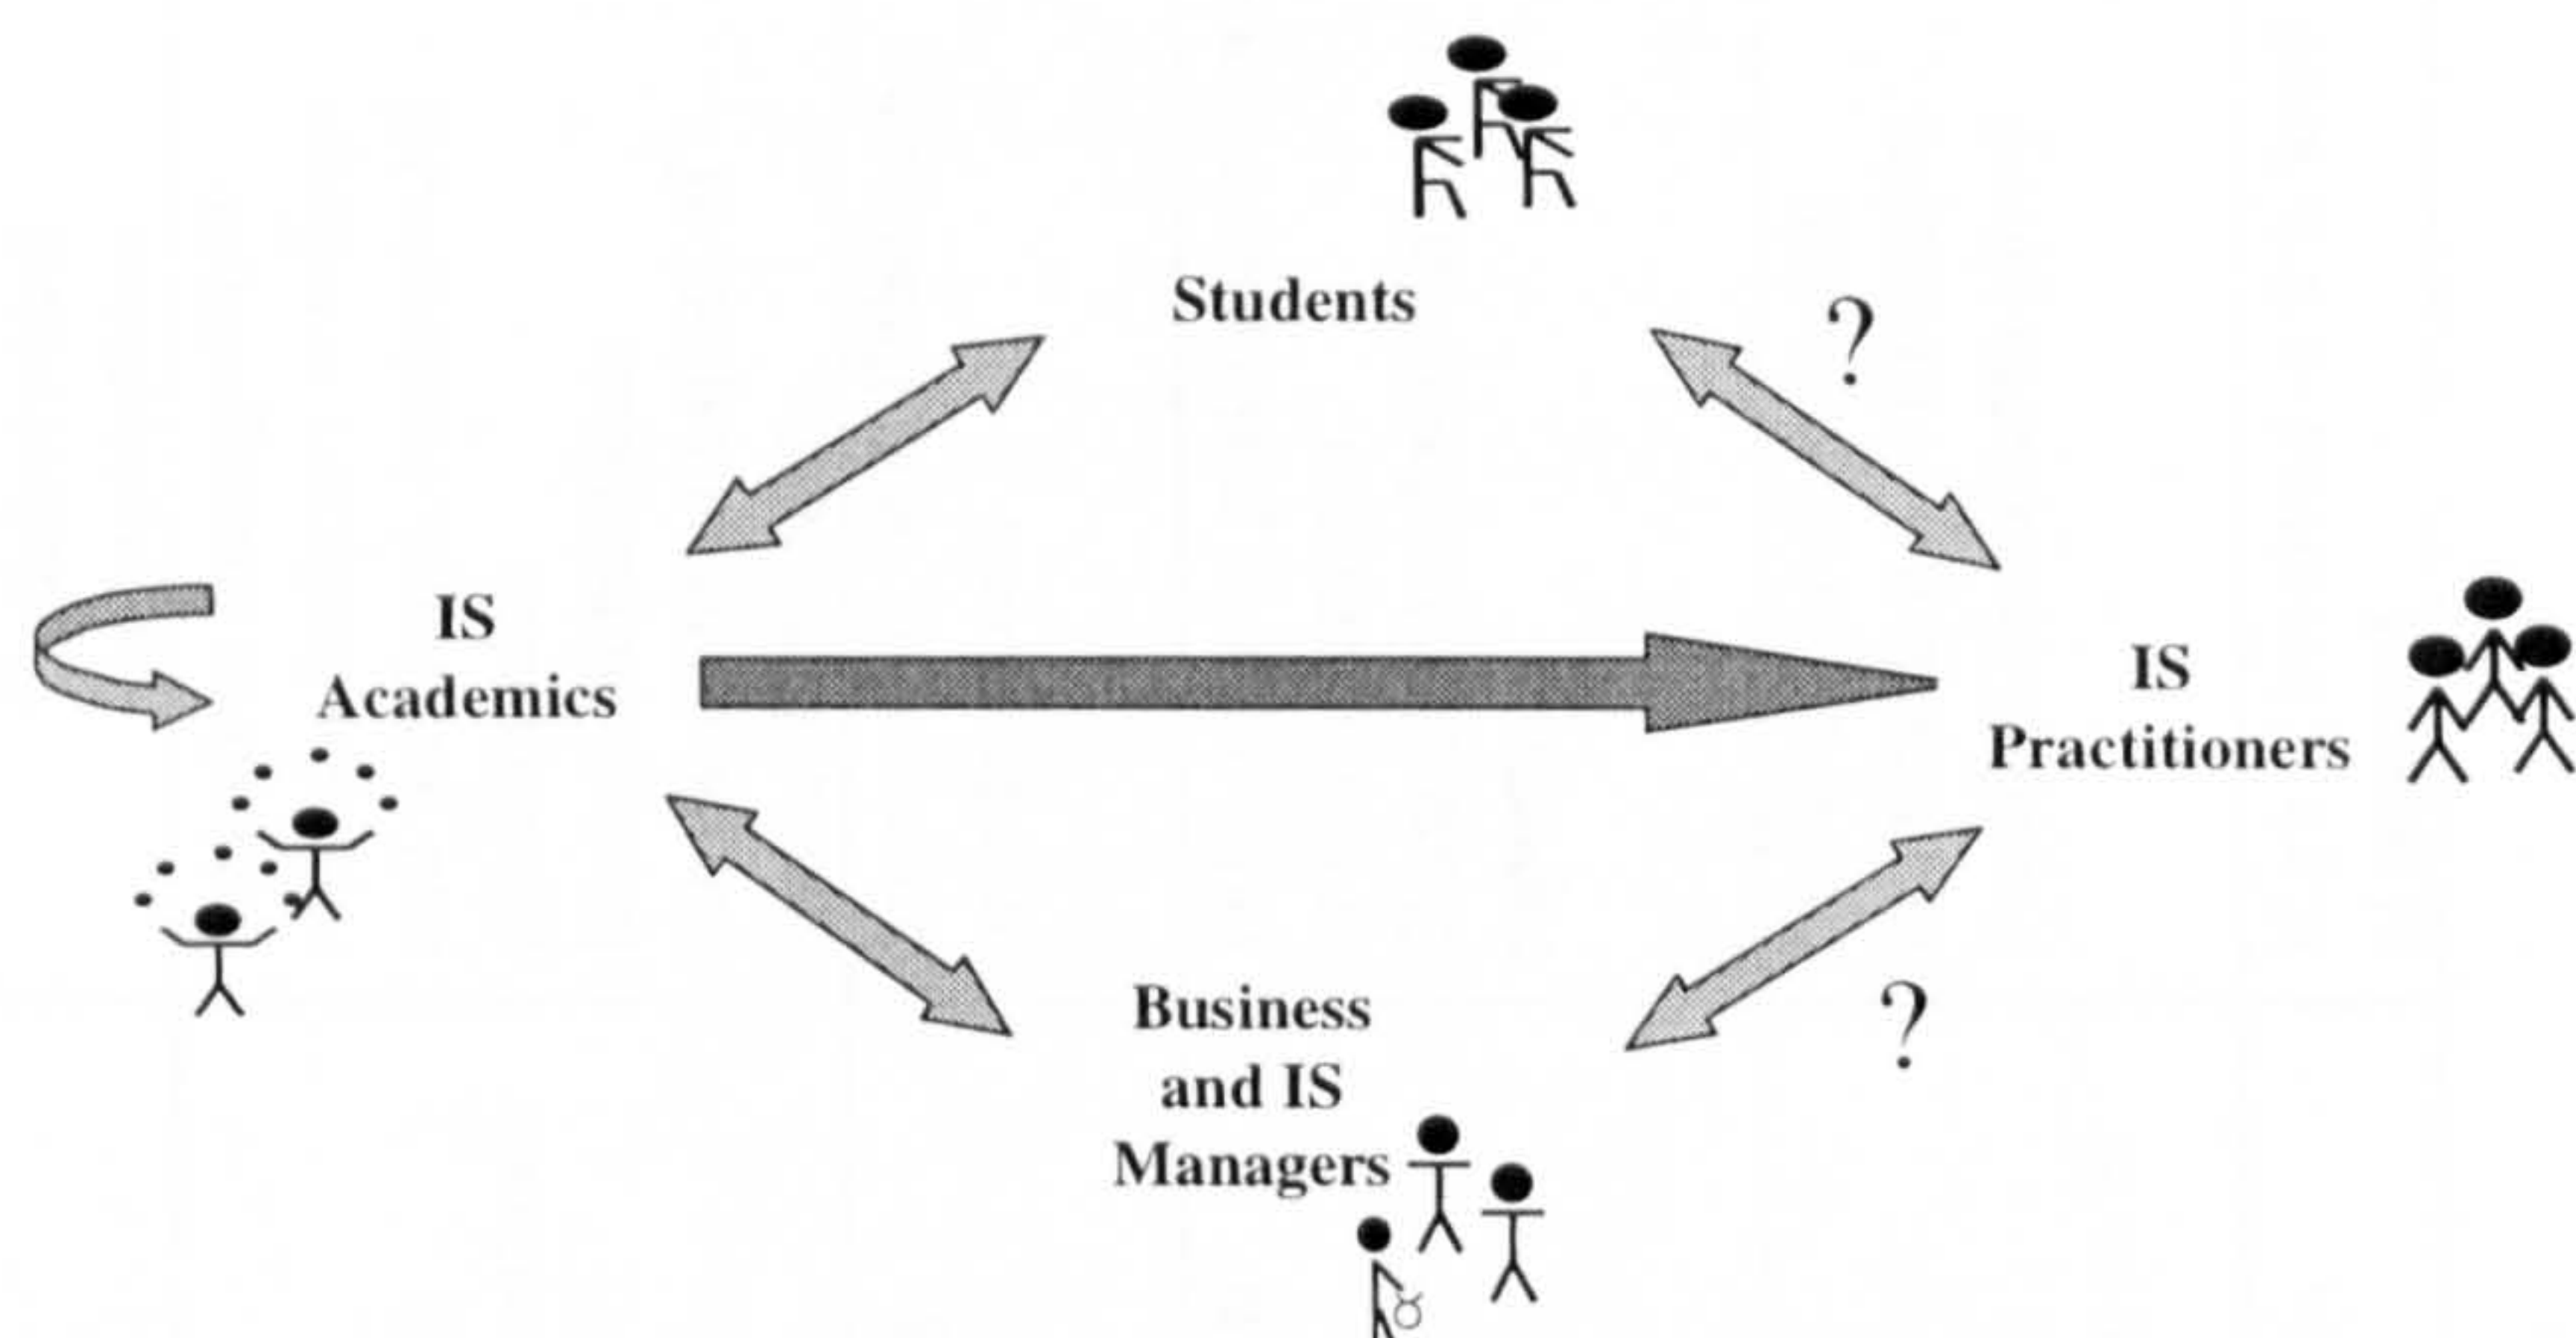 Students
?
IS
Academics
IS
Practitioners
Business
and IS
Managers
?